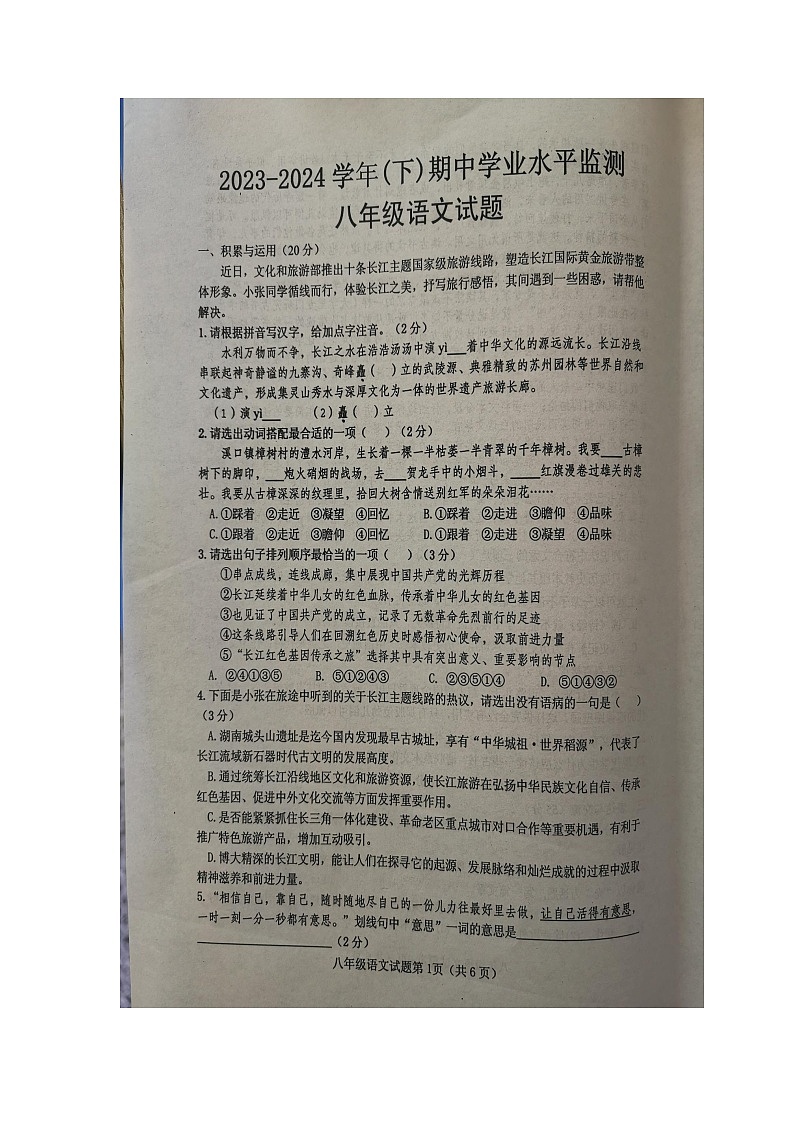 2023-2024 学年(下)期中学业水平监测
八年级语文试题
一、积累与运用(20 分)
近日，文化和旅游部推出十条长江主题国家级旅游线路，塑造长江国际黄金旅游带整
体形象。小张同学循线而行，体验长江之美，抒写旅行感悟，其间遇到一些困惑，请帮他
解决。
1.请根据拼音写汉字，给加点字注音。(2 分)
水利万物而不争，长江之水在浩浩汤汤中演 yì___着中华文化的源远流长。长江沿线
串联起神奇静谧的九寨沟、奇峰矗（ ）立的武陵源、典雅精致的苏州园林等世界自然和
文化遗产，形成集灵山秀水与深厚文化为一体的世界遗产旅游长廊。
（1）演 yì___ （2）矗（ ）立
2.请选出动词搭配最合适的一项（ ）(2 分)
溪口镇樟树村的澧水河岸，生长着一棵一半枯萎一半青翠的千年樟树。我要___古樟
树下的脚印，___炮火硝烟的战场，去___贺龙手中的小烟斗，____红旗漫卷过雄关的悲
壮。我要从古樟深深的纹理里，拾回大树含情送别红军的朵朵泪花……
A.①踩着 ②走近 ③凝望 ④回忆 B.①踩着 ②走进 ③瞻仰 ④品味
C.①跟着 ②走近 ③瞻仰 ④回忆 D.①跟着 ②走进 ③凝望 ④品味
3.请选出句子排列顺序最恰当的一项（ ）(3 分)
①串点成线，连线成廊，集中展现中国共产党的光辉历程
②长江延续着中华儿女的红色血脉，传承着中华儿女的红色基因
③也见证了中国共产党的成立，记录了无数革命先烈前行的足迹
④这条线路引导人们在回溯红色历史时感悟初心使命，汲取前进力量
⑤“长江红色基因传承之旅”选择其中具有突出意义、重要影响的节点
A. ②④①③⑤ B. ⑤①②④③ C. ②③⑤①④ D. ⑤①④③②
4.下面是小张在旅途中听到的关于长江主题线路的热议，请选出没有语病的一句是（ ）
(3 分)
A.湖南城头山遗址是迄今国内发现最早古城址，享有“中华城祖·世界稻源”，代表了
长江流域新石器时代古文明的发展高度。
B.通过统筹长江沿线地区文化和旅游资源，使长江旅游在弘扬中华民族文化自信、传承
红色基因、促进中外文化交流等方面发挥重要作用。
C.是否能紧紧抓住长三角一体化建设、革命老区重点城市对口合作等重要机遇，有利于
推广特色旅游产品，增加互动吸引。
D.博大精深的长江文明，能让人们在探寻它的起源、发展脉络和灿烂成就的过程中汲取
精神滋养和前进力量。
5.“相信自己，靠自己，随时随地尽自己的一份儿力往最好里去做，让自己活得有意思，
一时一刻一分一秒都有意思。”划线句中“意思”一词的意思是____________________
______________________(2 分)
八年级语文试题第 1页（共 6 页）